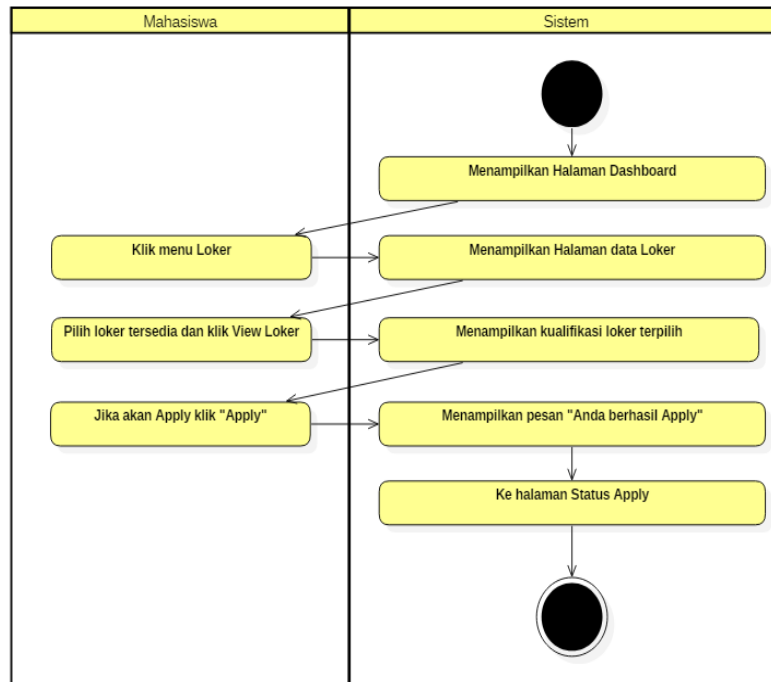 Mahasiswa
Sistem
Menampilkan Halaman Dashboard
Klik menu Loker
Menampilkan Halaman data Loker
Pilih loker tersedia dan klik View Loker
Menampilkan kualifikasi loker terpilih
Jika akan Apply klik "Apply"
Menampilkan pesan "Anda berhasil Apply"
Ke halaman Status Apply